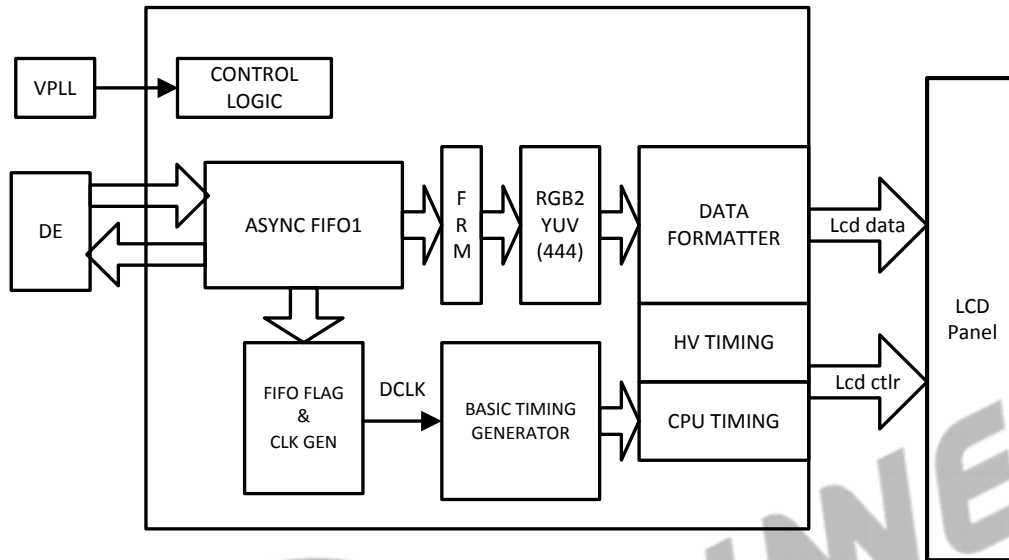 VPLL
CONTROL
LOGIC
DE
ASYNC FIFO1
F
R
M
RGB2
YUV
(444)
DATA
FORMATTER
Lcd data
LCD
Panel
HV TIMING
Lcd ctlr
CPU TIMING
FIFO FLAG
&
CLK GEN
DCLK
BASIC TIMING
GENERATOR